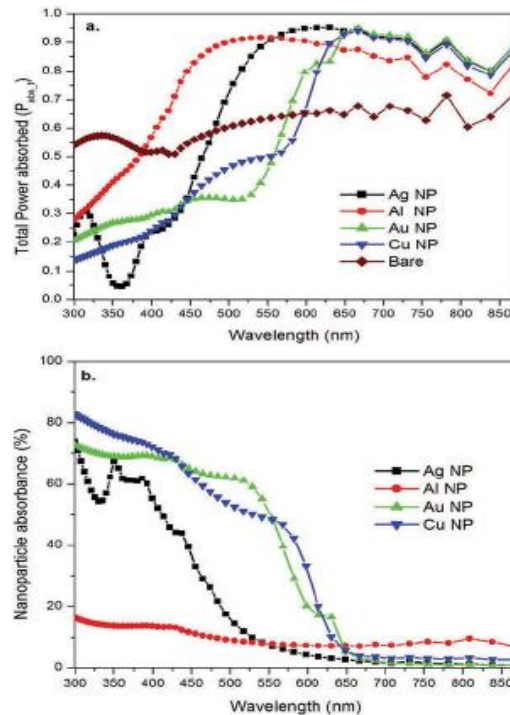 a.
Total Power absorbed (Pabs_t)
1.0
0.9
0.8
0.7
0.6
0.5
0.4
0.3
0.2
0.1
0.0
Ag NP
Al NP
Au NP
Cu NP
Bare
300 350 400 450 500 550 600 650 700 750 800 850
Wavelength (nm)
b.
Nanoparticle absorbance (%)
100
80
60
40
20
0
Ag NP
Al NP
Au NP
Cu NP
300 350 400 450 500 550 600 650 700 750 800 850
Wavelength (nm)